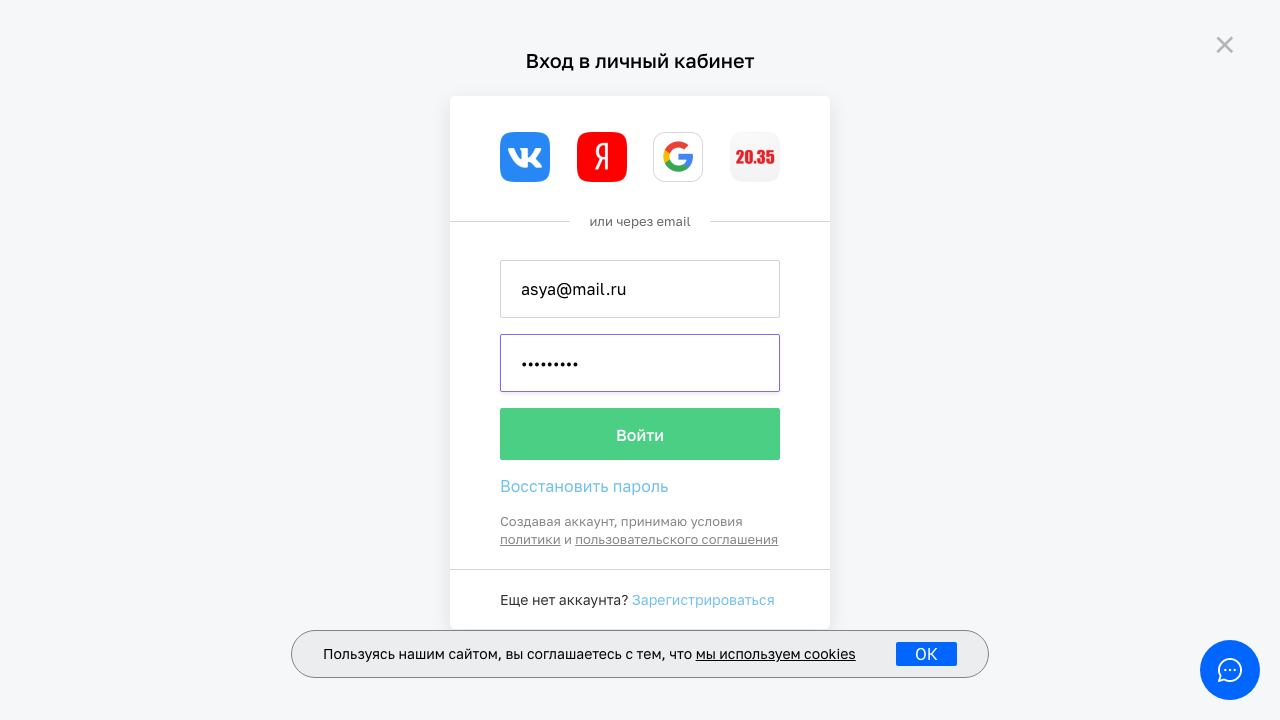 Вход в личный кабинет
Я
20.35
или через email
asya@mail.ru
•••••••••
Войти
Восстановить пароль
Создавая аккаунт, принимаю условия
политики и пользовательского соглашения
Еще нет аккаунта? Зарегистрироваться
Пользуясь нашим сайтом, вы соглашаетесь с тем, что мы используем cookies
OK